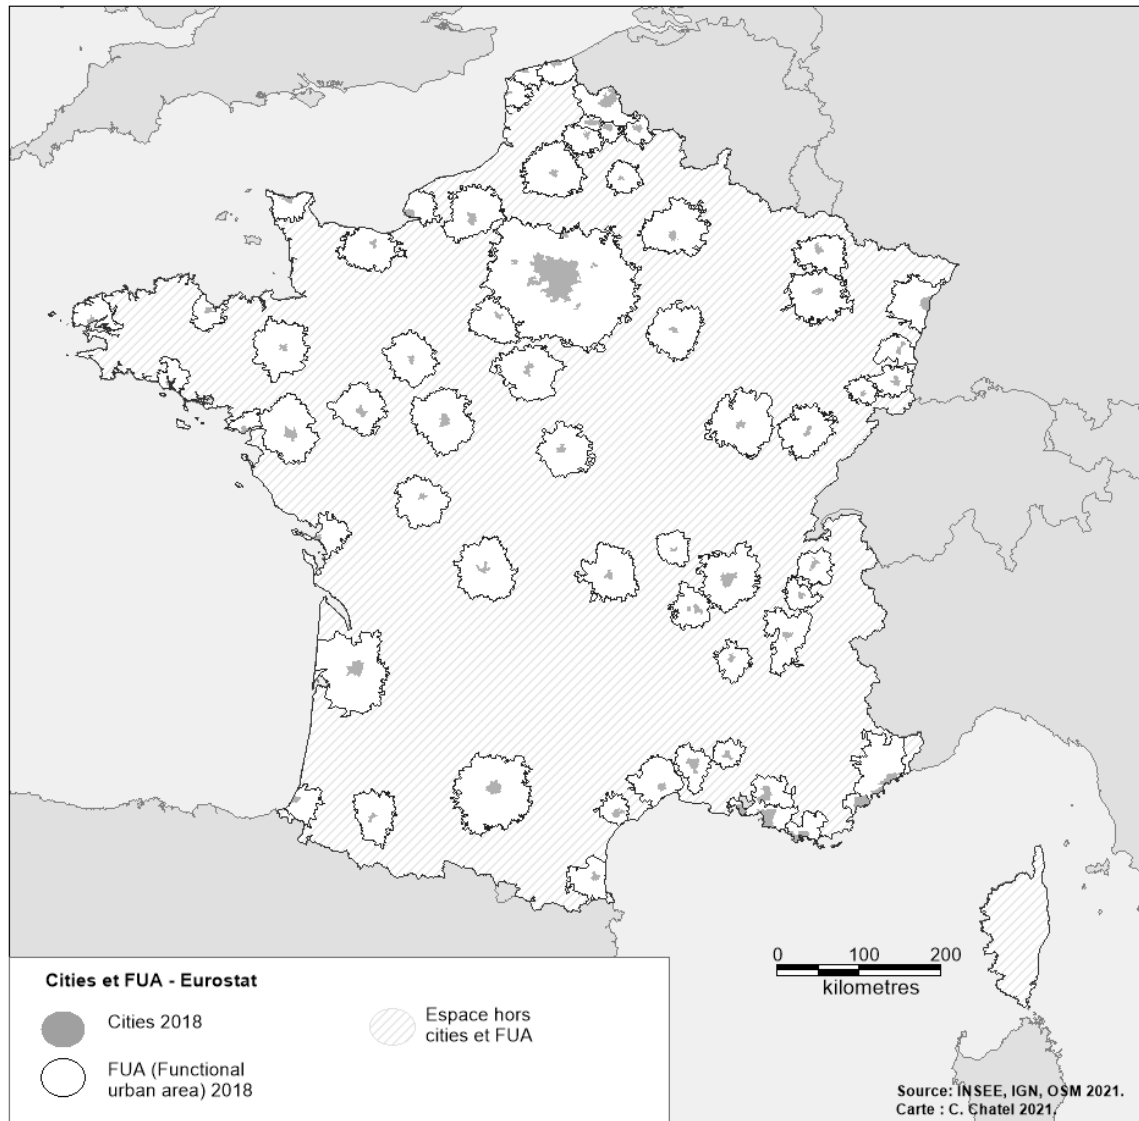 0 100 200
kilometres
Cities et FUA - Eurostat
Cities 2018
Espace hors
cities et FUA
FUA (Functional
urban area) 2018
Source: INSEE, IGN, OSM 2021.
Carte : C. Chatel 2021.